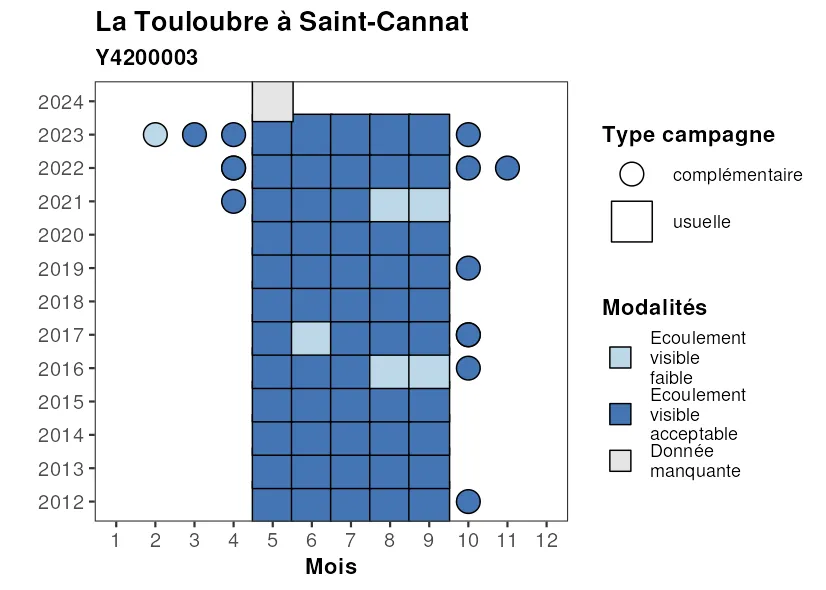 La Touloubre à Saint-Cannat
Y4200003
2024
2023
2022
2021
2020
2019
2018
2017
2016
2015
2014
2013
2012
1 2 3 4 5 6 7 8 9 10 11 12
Mois
Type campagne
complémentaire
usuelle
Modalités
Ecoulement
visible
faible
Ecoulement
visible
acceptable
Donnée
manquante